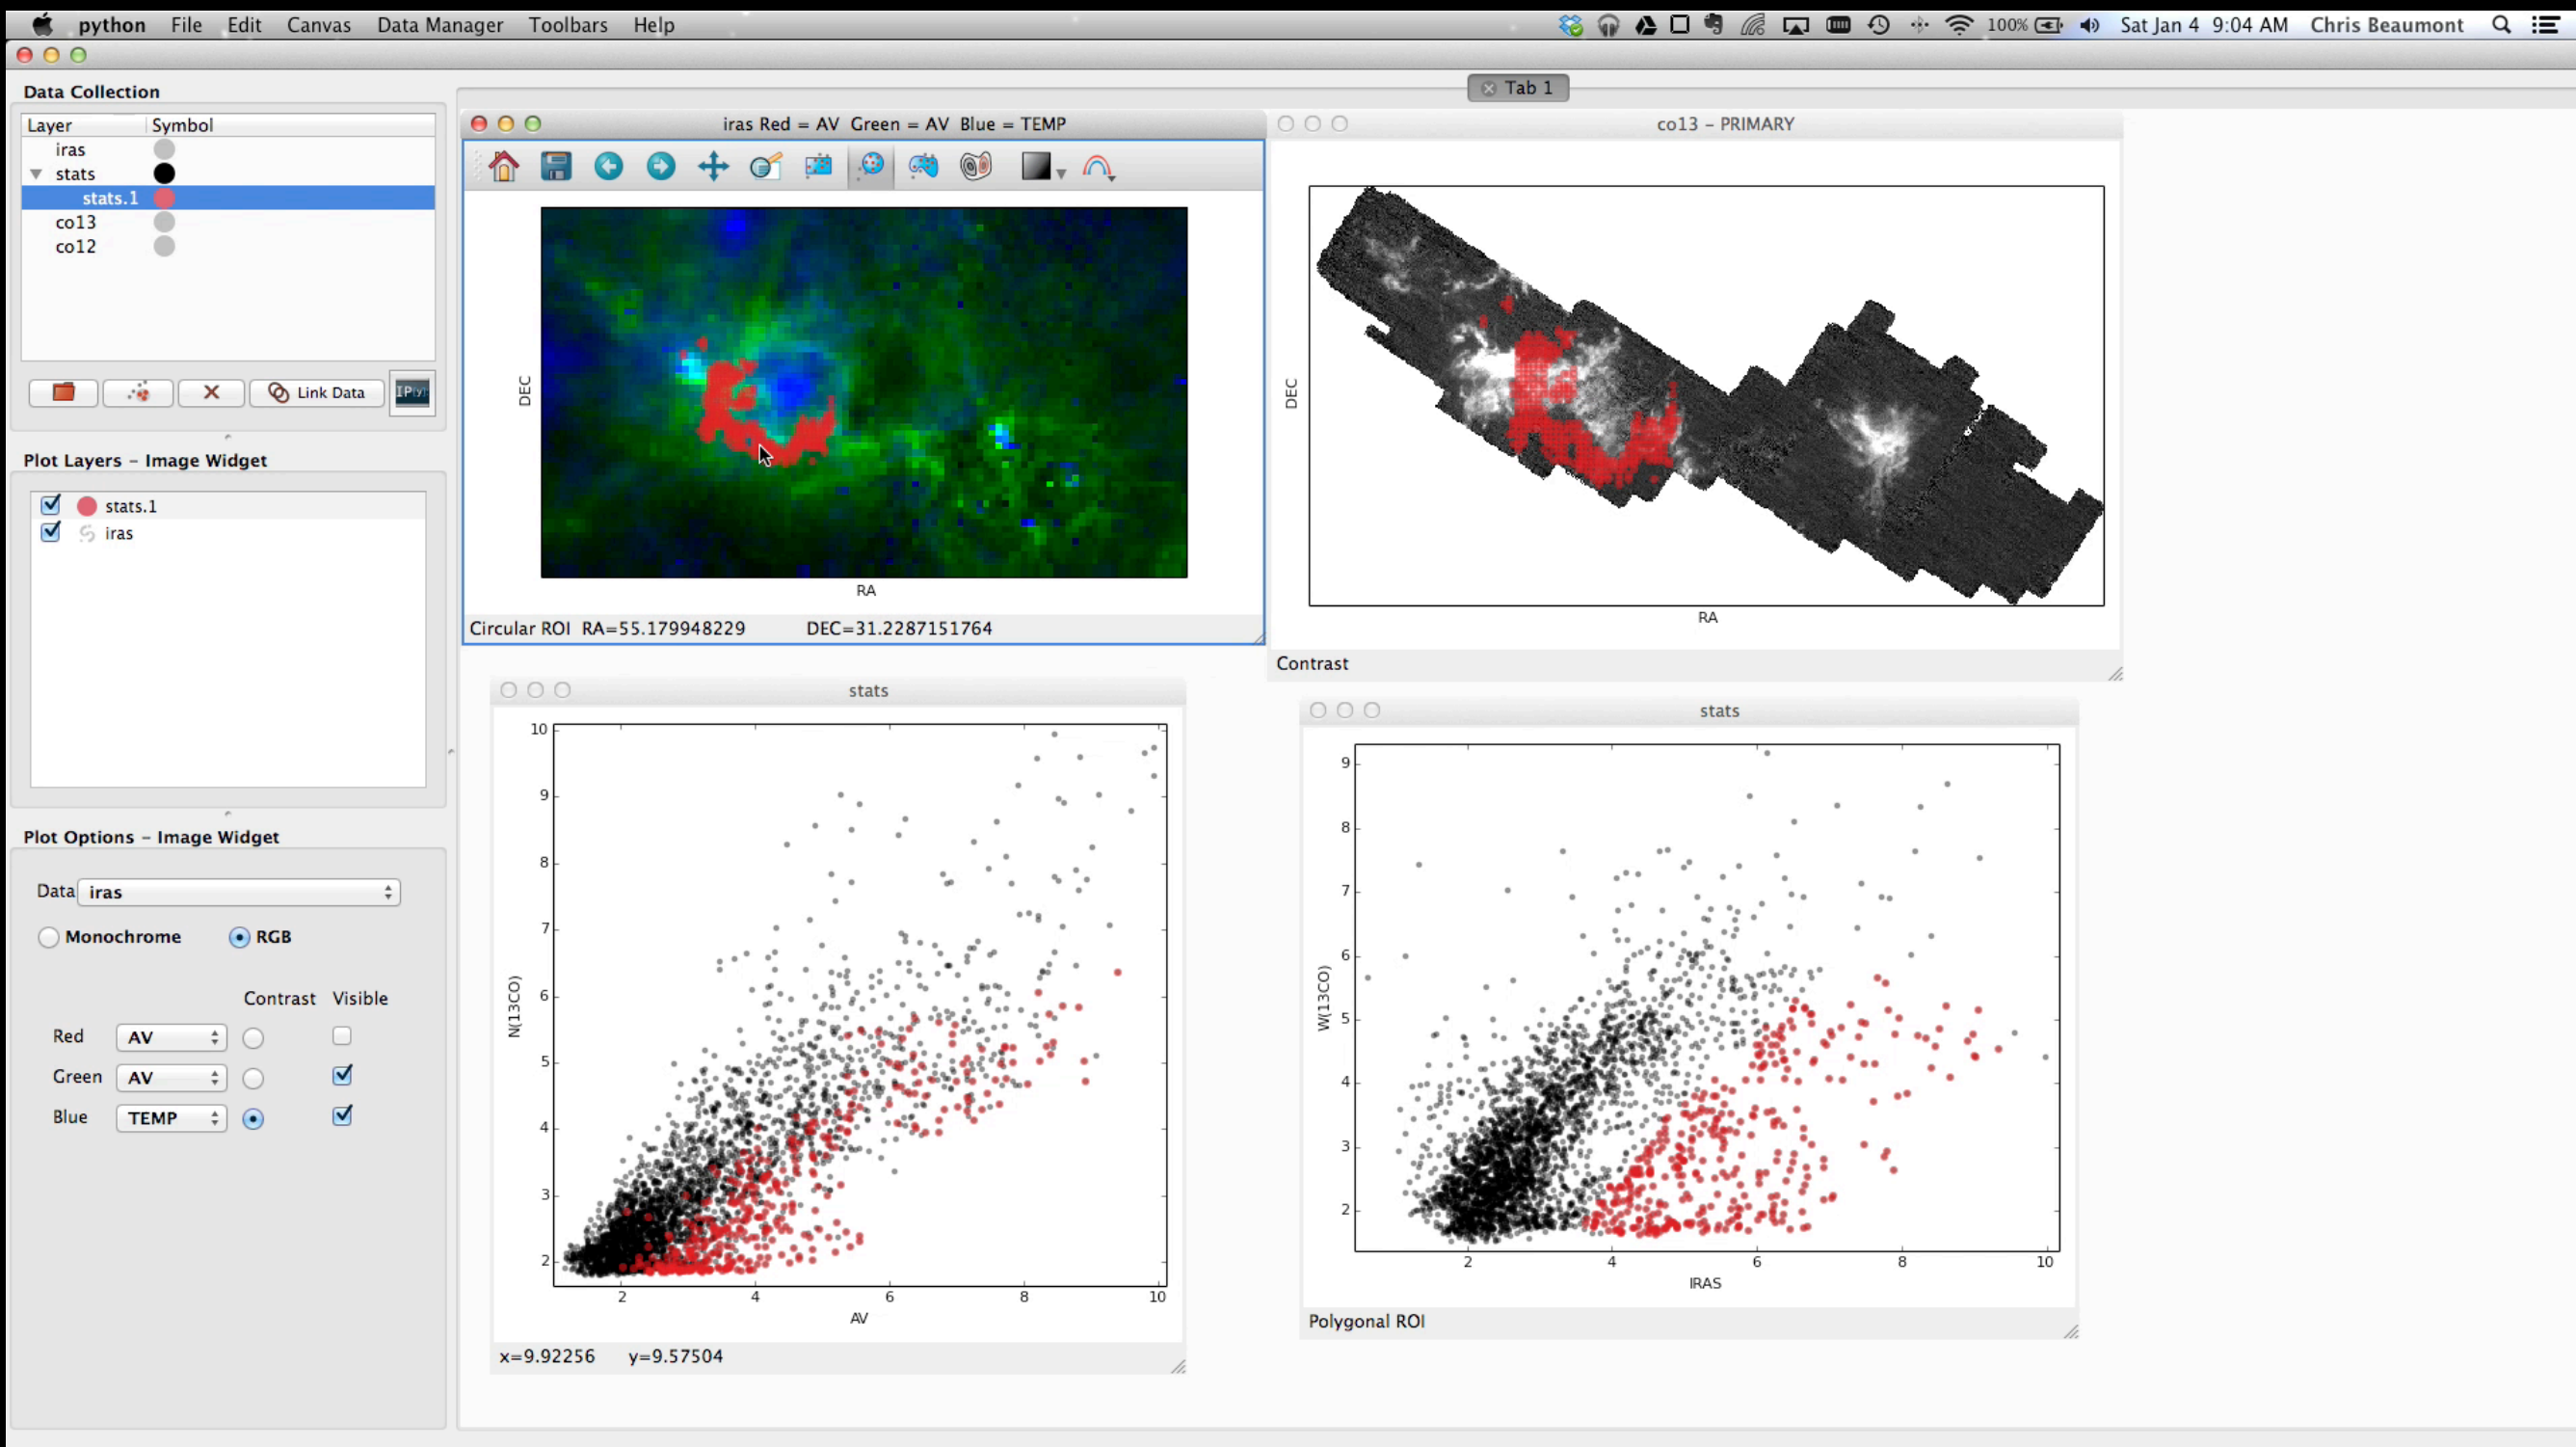 python File Edit Canvas Data Manager Toolbars Help 100% Sat Jan 4 9:04 AM Chris Beaumont
Data Collection
Layer Symbol
iras
stats
stats.1
co13
co12
Link Data
IP[y]:
Plot Layers – Image Widget
stats.1
iras
Plot Options – Image Widget
Data iras
Monochrome RGB
Contrast Visible
Red AV
Green AV
Blue TEMP
Tab 1
iras Red = AV Green = AV Blue = TEMP
DEC
RA
Circular ROI RA=55.179948229 DEC=31.2287151764
co13 – PRIMARY
DEC
RA
Contrast
stats
10
9
8
7
6
5
4
3
2
N(13CO)
2 4 6 8 10
AV
x=9.92256 y=9.57504
stats
9
8
7
6
5
4
3
2
W(13CO)
2 4 6 8 10
IRAS
Polygonal ROI